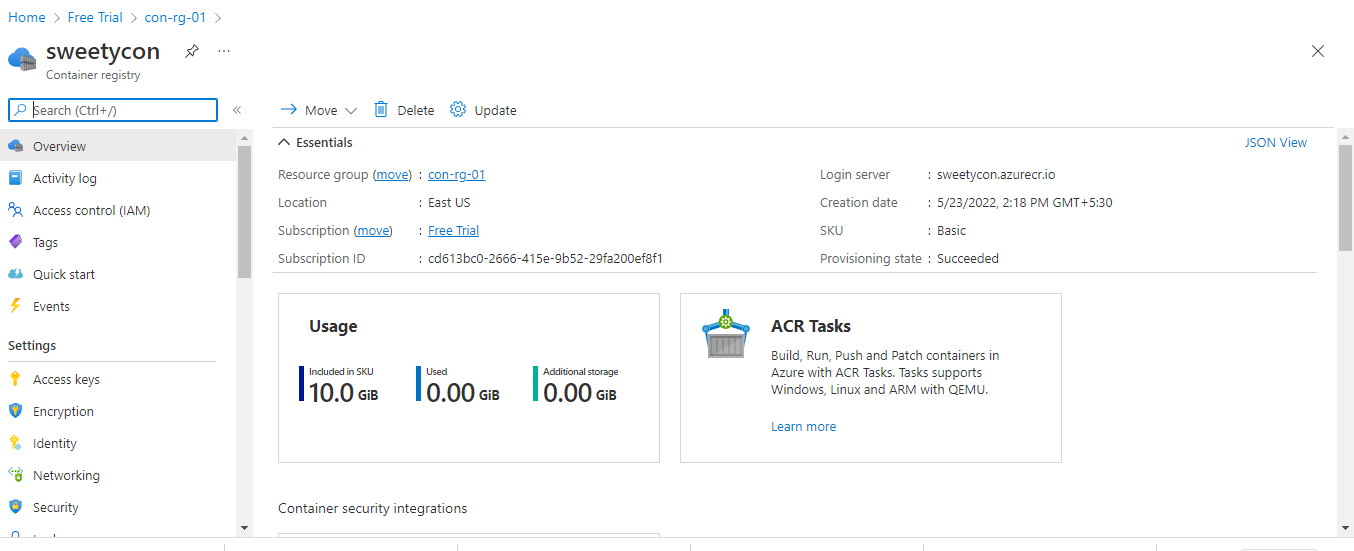 Home > Free Trial > con-rg-01 >
sweetycon
Container registry
Search (Ctrl+/)
Overview
Activity log
Access control (IAM)
Tags
Quick start
Events
Settings
Access keys
Encryption
Identity
Networking
Security
Move Delete Update
Essentials JSON View
Resource group (move) : con-rg-01
Location : East US
Subscription (move) : Free Trial
Subscription ID : cd613bc0-2666-415e-9b52-29fa200ef8f1
Login server : sweetycon.azurecr.io
Creation date : 5/23/2022, 2:18 PM GMT+5:30
SKU : Basic
Provisioning state : Succeeded
Usage
Included in SKU
10.0 GiB
Used
0.00 GiB
Additional storage
0.00 GiB
ACR Tasks
Build, Run, Push and Patch containers in
Azure with ACR Tasks. Tasks supports
Windows, Linux and ARM with QEMU.
Learn more
Container security integrations